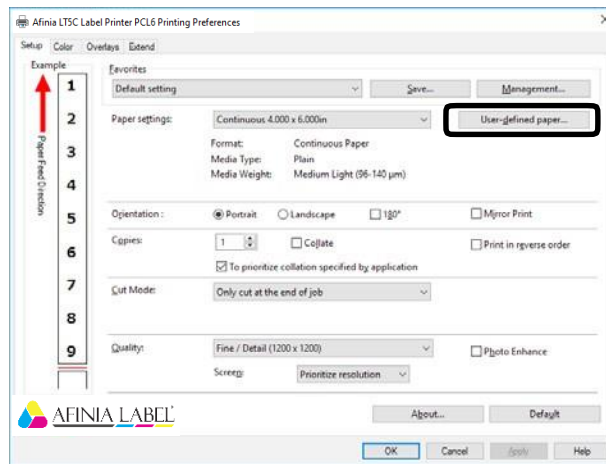 Afinia LT5C Label Printer PCL6 Printing Preferences
Setup Color Overlays Extend
Example
Paper Feed Direction
1
2
3
4
5
6
7
8
9
Favorites
Default setting Save... Management...
Paper settings: Continuous 4.000 x 6.000in User-defined paper...
Format: Continuous Paper
Media Type: Plain
Media Weight: Medium Light (96-140 µm)
Orientation : Portrait Landscape 180° Mirror Print
Copies: 1 Collate Print in reverse order
To prioritize collation specified by application
Cut Mode: Only cut at the end of job
Quality: Fine / Detail (1200 x 1200) Photo Enhance
Screen: Prioritize resolution
AFINIA LABEL
About... Default
OK Cancel Apply Help